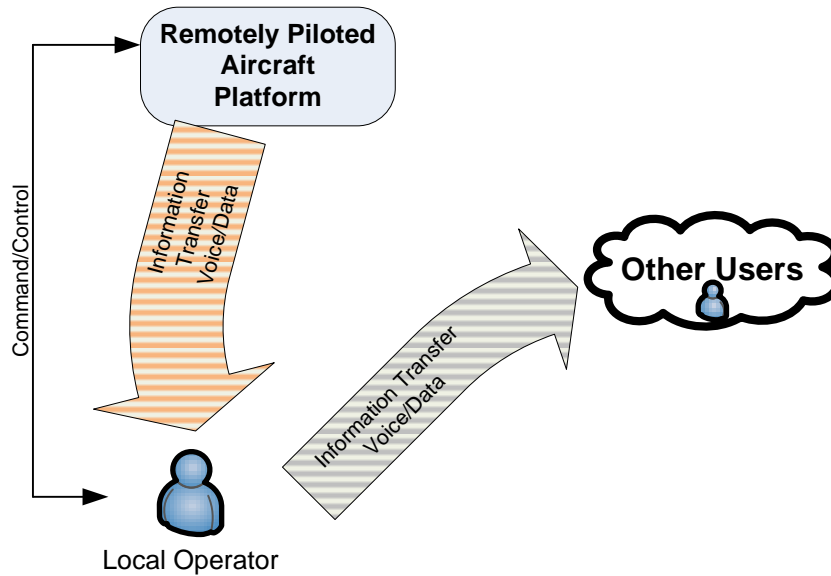 Remotely Piloted
Aircraft
Platform
Command/Control
Information
Transfer
Voice/Data
Other Users
Information Transfer
Voice/Data
Local Operator